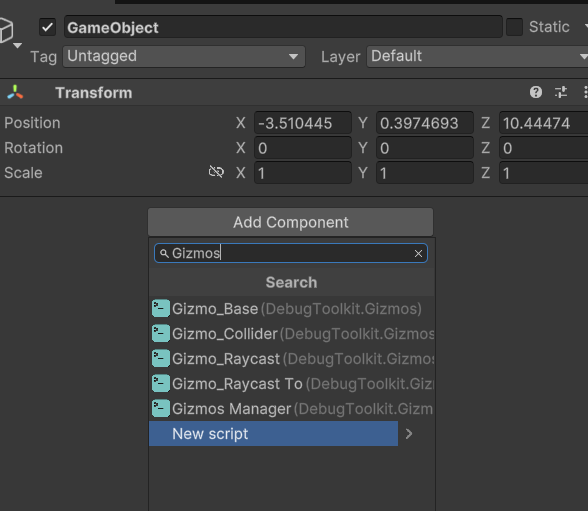 GameObject Static
Tag Untagged Layer Default
Transform
Position X -3.510445 Y 0.3974693 Z 10.44474
Rotation X 0 Y 0 Z 0
Scale X 1 Y 1 Z 1
Add Component
Gizmos
Search
Gizmo_Base (DebugToolkit.Gizmos)
Gizmo_Collider (DebugToolkit.Gizmos
Gizmo_Raycast (DebugToolkit.Gizmos
Gizmo_Raycast To (DebugToolkit.Giz
Gizmos Manager (DebugToolkit.Gizm
New script